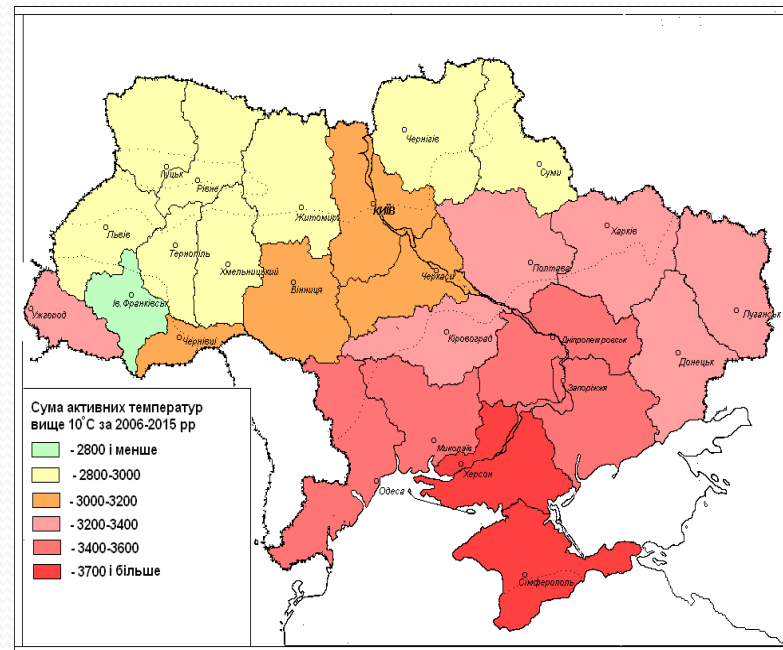 Чернігів
Суми
Луцьк
Рівне
КИЇВ
Житомир
Львів
Тернопіль
Хмельницький
Харків
Полтава
Черкаси
Вінниця
Ів.Франківськ
Ужгород
Чернівці
Кіровоград
Дніпропетровськ
Луганськ
Донецьк
Запоріжжя
Миколаїв
Херсон
Одеса
Сімферополь
Сума активних температур
вище 10°С за 2006-2015 рр
- 2800 і менше
- 2800-3000
- 3000-3200
- 3200-3400
- 3400-3600
- 3700 і більше